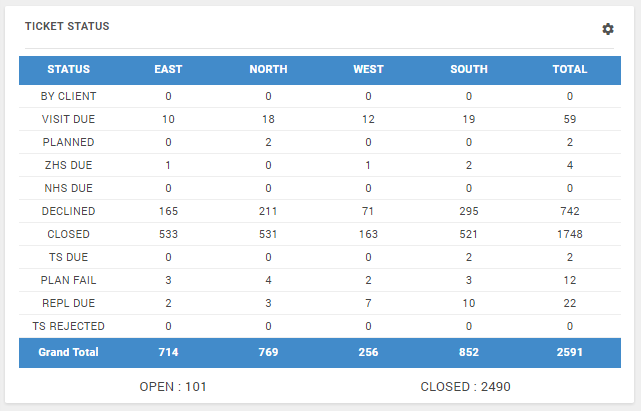 TICKET STATUS
STATUS EAST NORTH WEST SOUTH TOTAL
BY CLIENT 0 0 0 0 0
VISIT DUE 10 18 12 19 59
PLANNED 0 2 0 0 2
ZHS DUE 1 0 1 2 4
NHS DUE 0 0 0 0 0
DECLINED 165 211 71 295 742
CLOSED 533 531 163 521 1748
TS DUE 0 0 0 2 2
PLAN FAIL 3 4 2 3 12
REPL DUE 2 3 7 10 22
TS REJECTED 0 0 0 0 0
Grand Total 714 769 256 852 2591
OPEN : 101 CLOSED : 2490